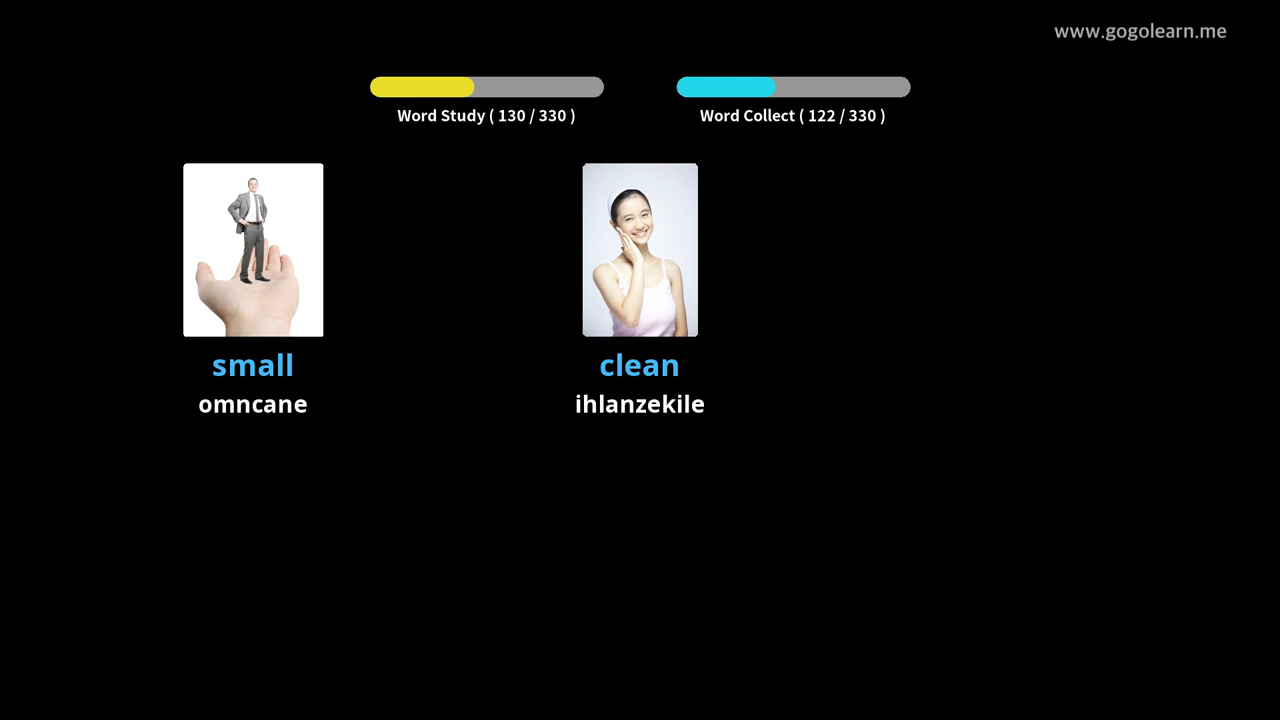 www.gogolearn.me
Word Study ( 130 / 330 )
Word Collect ( 122 / 330 )
small
omncane
clean
ihlanzekile